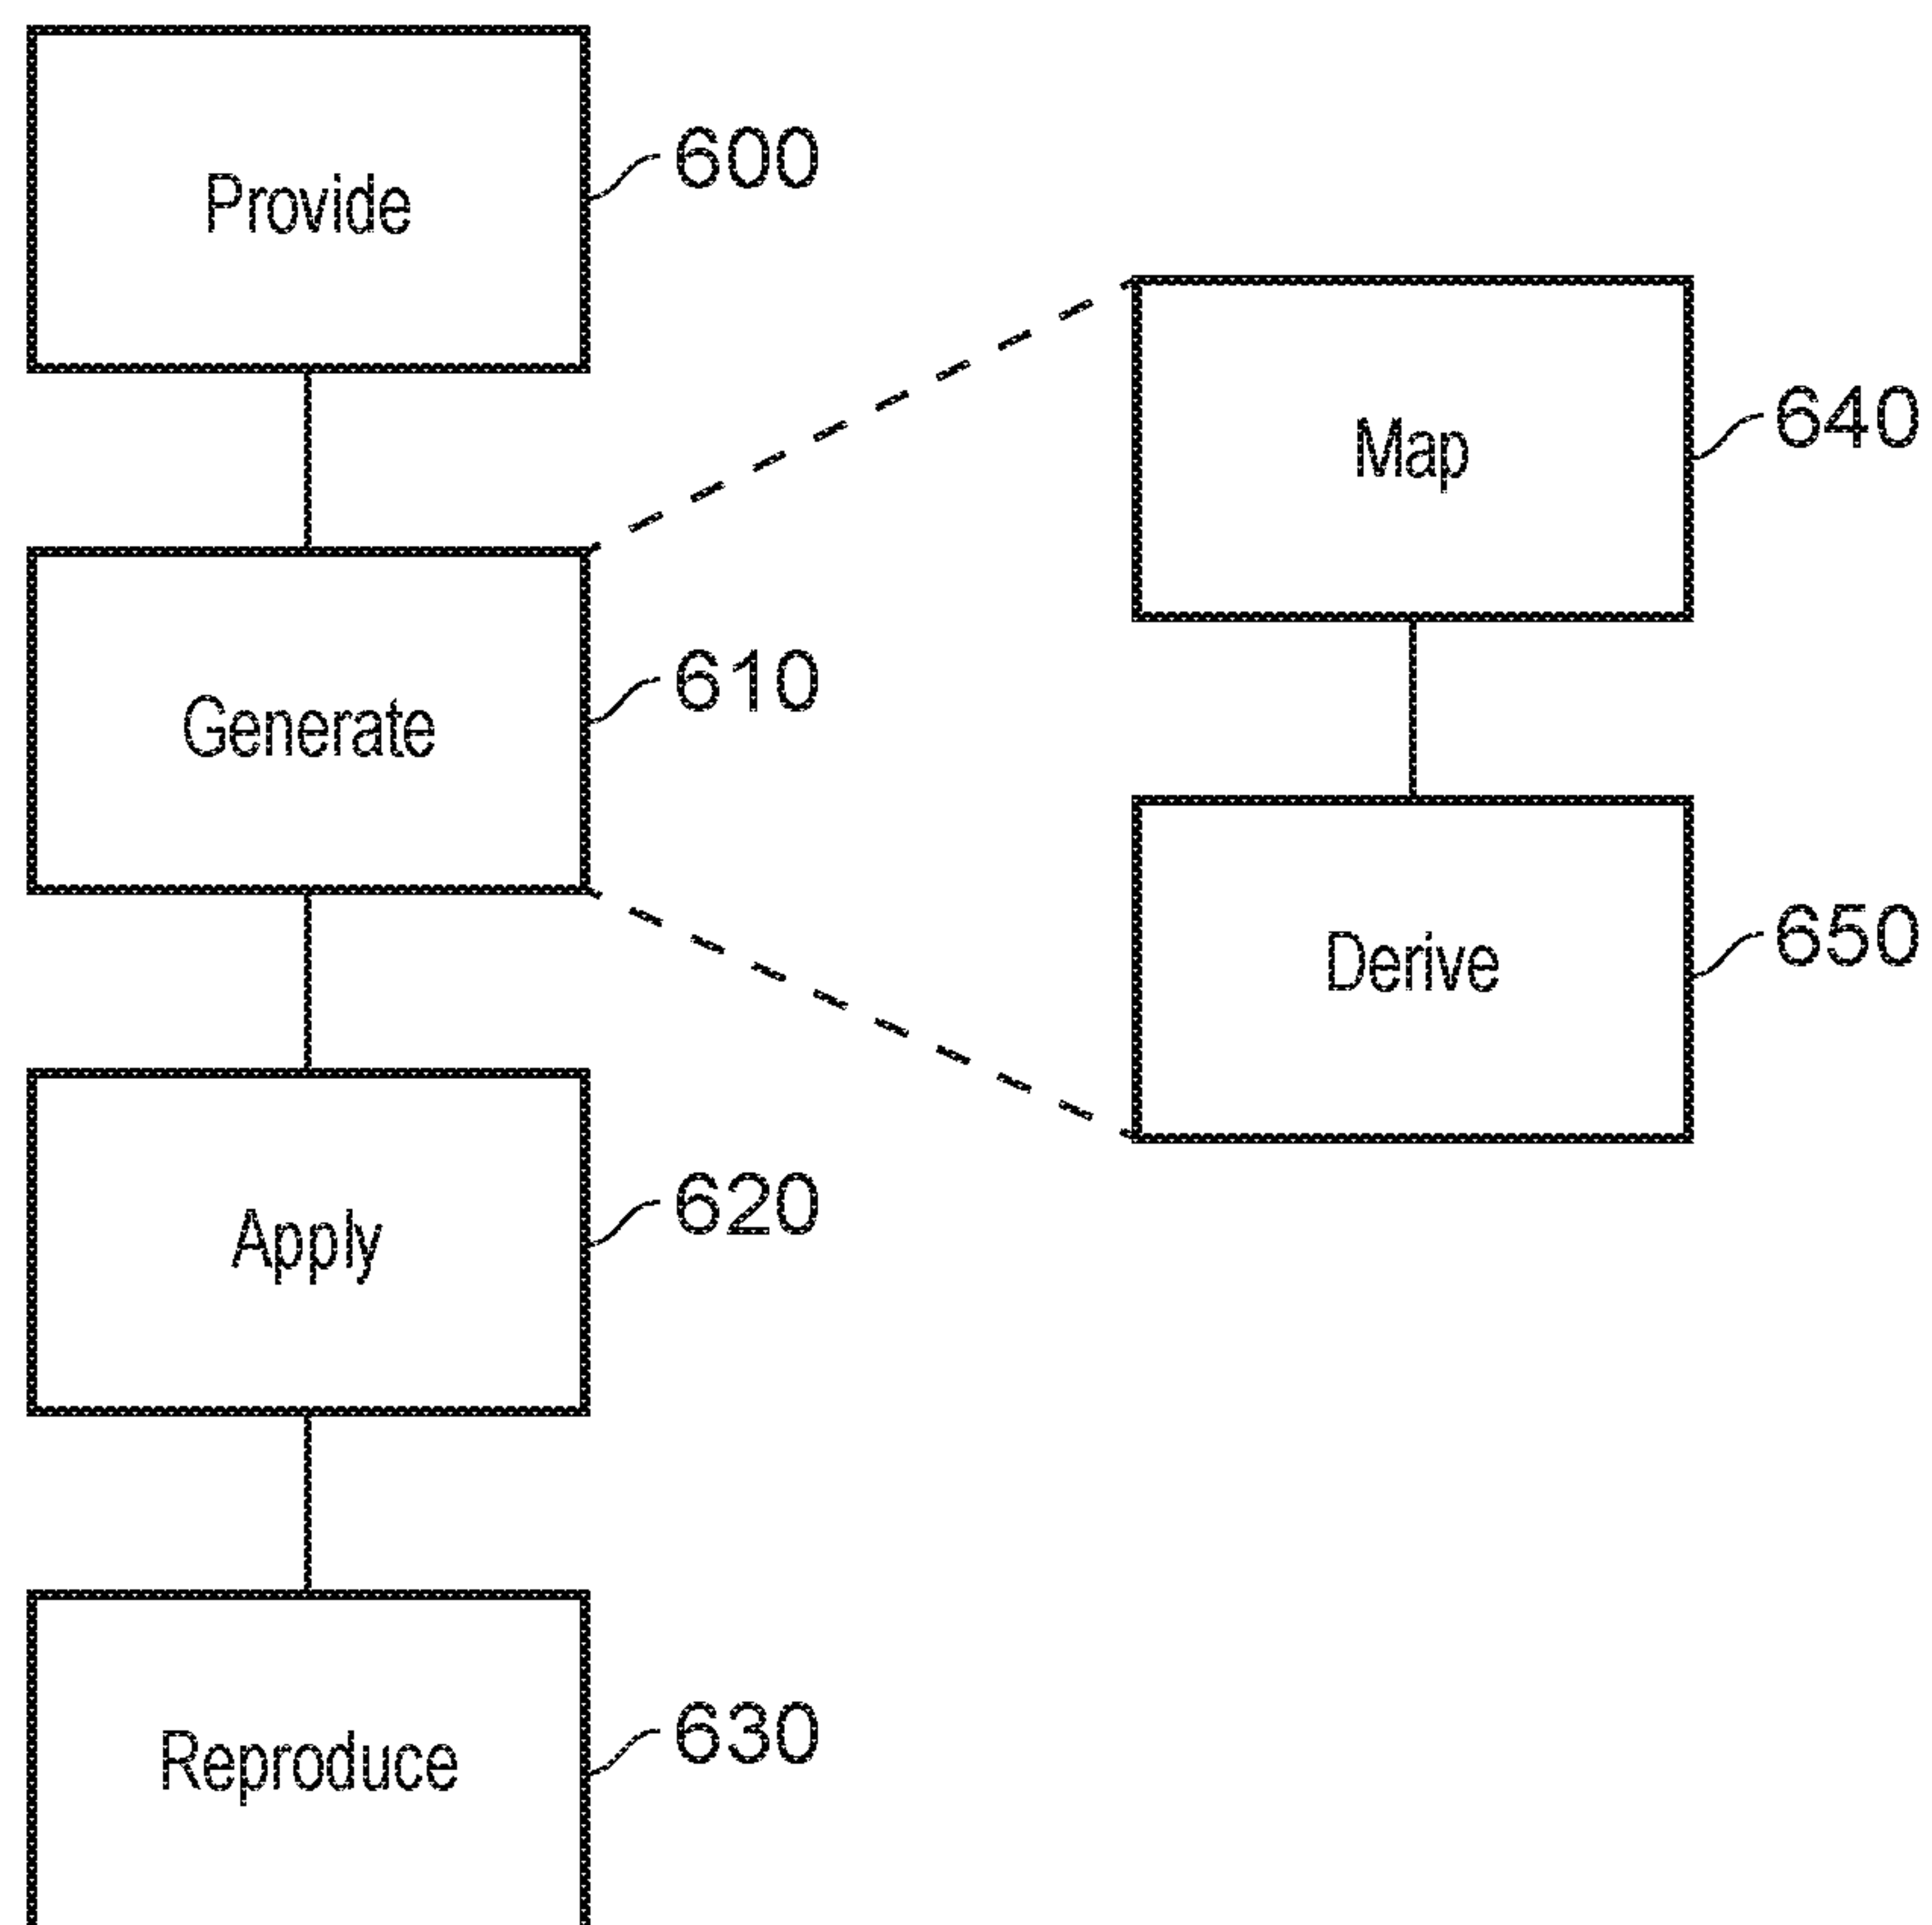 Provide
600
Generate
610
Apply
620
Reproduce
630
Map
640
Derive
650